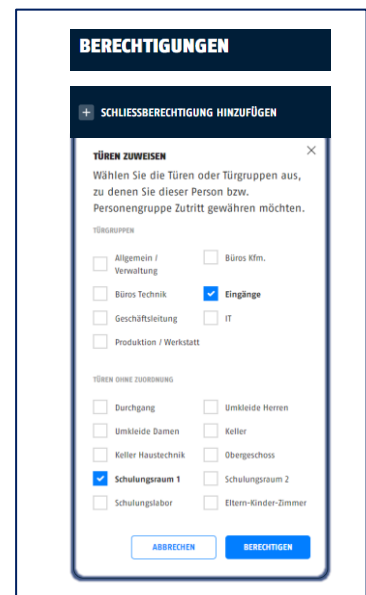 BERECHTIGUNGEN
+ SCHLIESSBERECHTIGUNG HINZUFÜGEN
TÜREN ZUWEISEN
Wählen Sie die Türen oder Türgruppen aus,
zu denen Sie dieser Person bzw.
Personengruppe Zutritt gewähren möchten.
TÜRGRUPPEN
Allgemein /
Verwaltung
Büros Kfm.
Büros Technik
Eingänge
Geschäftsleitung
IT
Produktion / Werkstatt
TÜREN OHNE ZUORDNUNG
Durchgang
Umkleide Herren
Umkleide Damen
Keller
Keller Haustechnik
Obergeschoss
Schulungsraum 1
Schulungsraum 2
Schulungslabor
Eltern-Kinder-Zimmer
ABBRECHEN
BERECHTIGEN